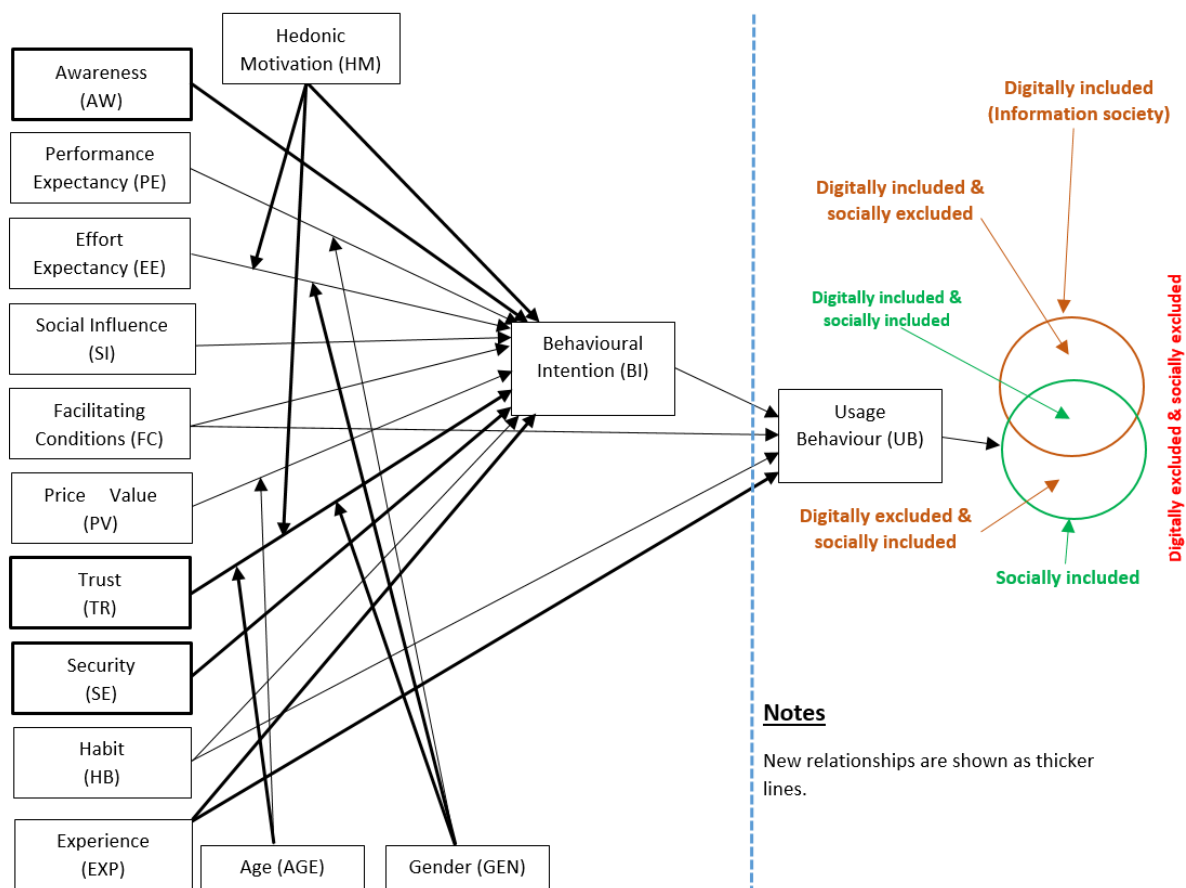 Hedonic
Motivation (HM)
Awareness
(AW)
Performance
Expectancy (PE)
Effort
Expectancy (EE)
Social Influence
(SI)
Facilitating
Conditions (FC)
Price Value
(PV)
Trust
(TR)
Security
(SE)
Habit
(HB)
Experience
(EXP)
Age (AGE)
Gender (GEN)
Behavioural
Intention (BI)
Usage
Behaviour (UB)
Digitally included
(Information society)
Digitally included &
socially excluded
Digitally included &
socially included
Digitally excluded &
socially included
Socially included
Digitally excluded & socially excluded
Notes
New relationships are shown as thicker
lines.